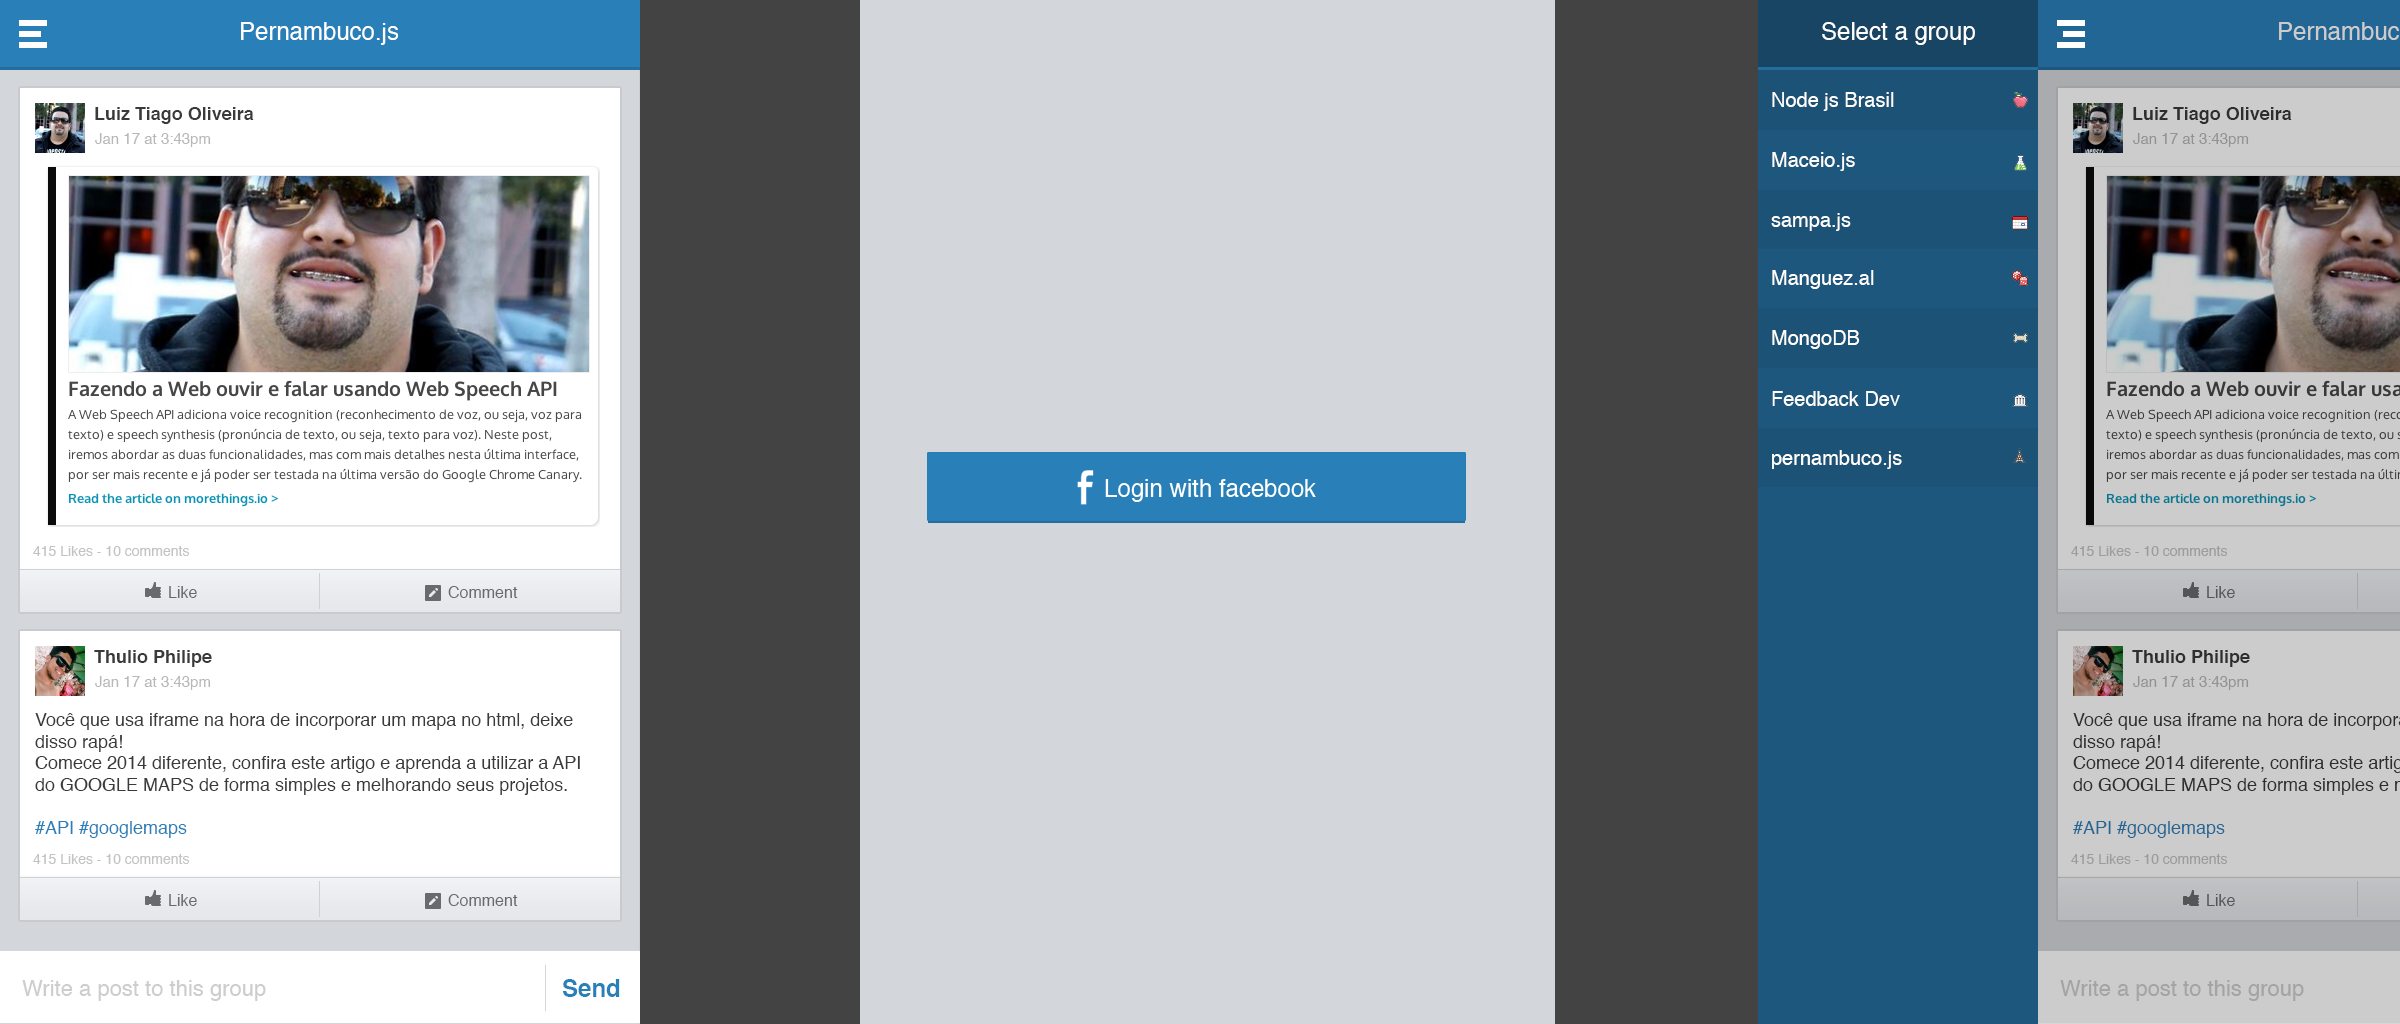 Pernambuco.js
Luiz Tiago Oliveira
Jan 17 at 3:43pm
Fazendo a Web ouvir e falar usando Web Speech API
A Web Speech API adiciona voice recognition (reconhecimento de voz, ou seja, voz para
texto) e speech synthesis (pronúncia de texto, ou seja, texto para voz). Neste post,
iremos abordar as duas funcionalidades, mas com mais detalhes nesta última interface,
por ser mais recente e já poder ser testada na última versão do Google Chrome Canary.
Read the article on morethings.io >
415 Likes - 10 comments
Like
Comment
Thulio Philipe
Jan 17 at 3:43pm
Você que usa iframe na hora de incorporar um mapa no html, deixe
disso rapá!
Comece 2014 diferente, confira este artigo e aprenda a utilizar a API
do GOOGLE MAPS de forma simples e melhorando seus projetos.
#API #googlemaps
415 Likes - 10 comments
Like
Comment
Write a post to this group
Send
Login with facebook
Select a group
Node js Brasil
Maceio.js
sampa.js
Manguez.al
MongoDB
Feedback Dev
pernambuco.js
Pernambuc
Luiz Tiago Oliveira
Jan 17 at 3:43pm
Fazendo a Web ouvir e falar usa
A Web Speech API adiciona voice recognition (reco
texto) e speech synthesis (pronúncia de texto, ou s
iremos abordar as duas funcionalidades, mas com
por ser mais recente e já poder ser testada na últi
Read the article on morethings.io >
415 Likes - 10 comments
Like
Thulio Philipe
Jan 17 at 3:43pm
Você que usa iframe na hora de incorpora
disso rapá!
Comece 2014 diferente, confira este artig
do GOOGLE MAPS de forma simples e m
#API #googlemaps
415 Likes - 10 comments
Like
Write a post to this group